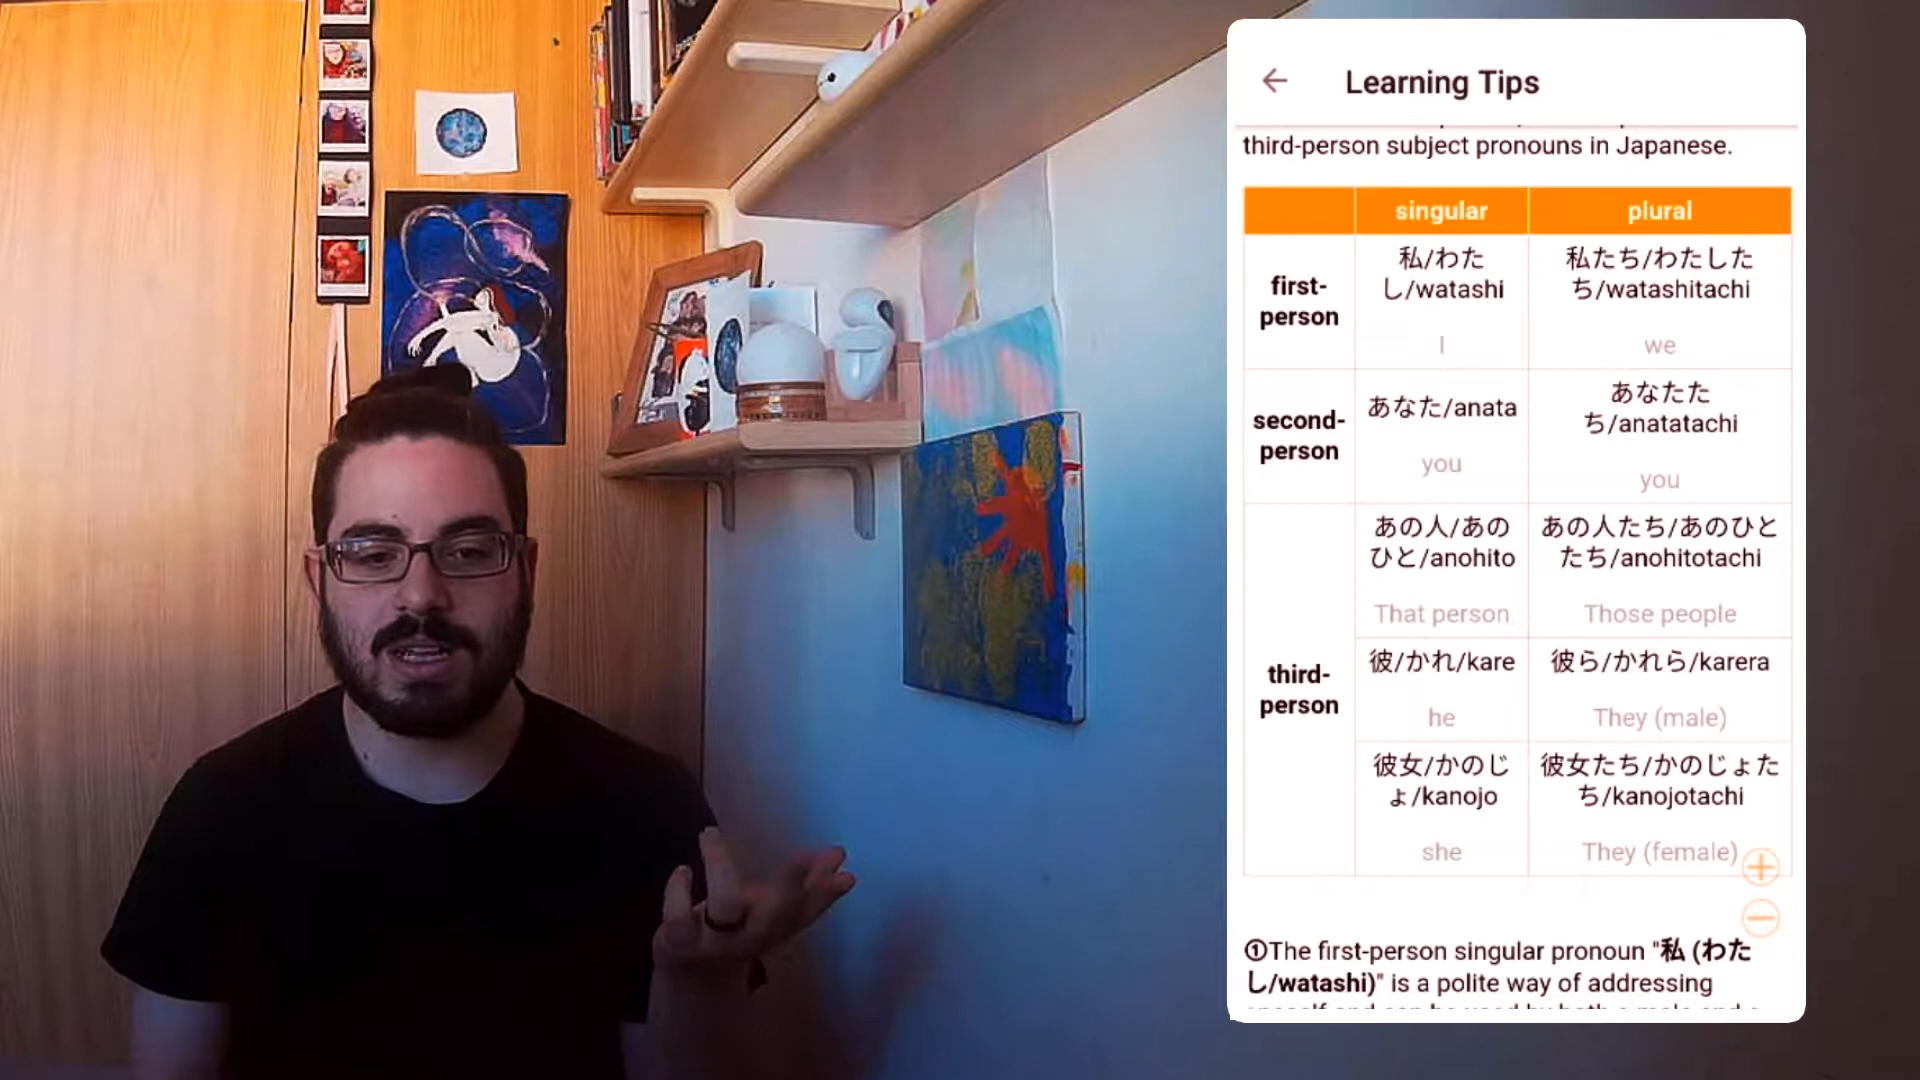 Learning Tips
third-person subject pronouns in Japanese.
singular plural
first-
person
私/わた
し/watashi
I
私たち/わたした
ち/watashitachi
we
second-
person
あなた/anata
you
あなたた
ち/anatatachi
you
third-
person
あの人/あの
ひと/anohito
That person
あの人たち/あのひと
たち/anohitotachi
Those people
彼/かれ/kare
he
彼ら/かれら/karera
They (male)
彼女/かのじ
ょ/kanojo
she
彼女たち/かのじょた
ち/kanojotachi
They (female)
①The first-person singular pronoun "私 (わた
し/watashi)" is a polite way of addressing